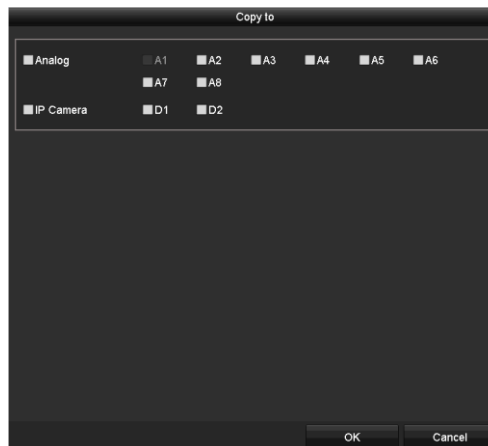 Copy to
Analog A1 A2 A3 A4 A5 A6
A7 A8
IP Camera D1 D2
OK Cancel